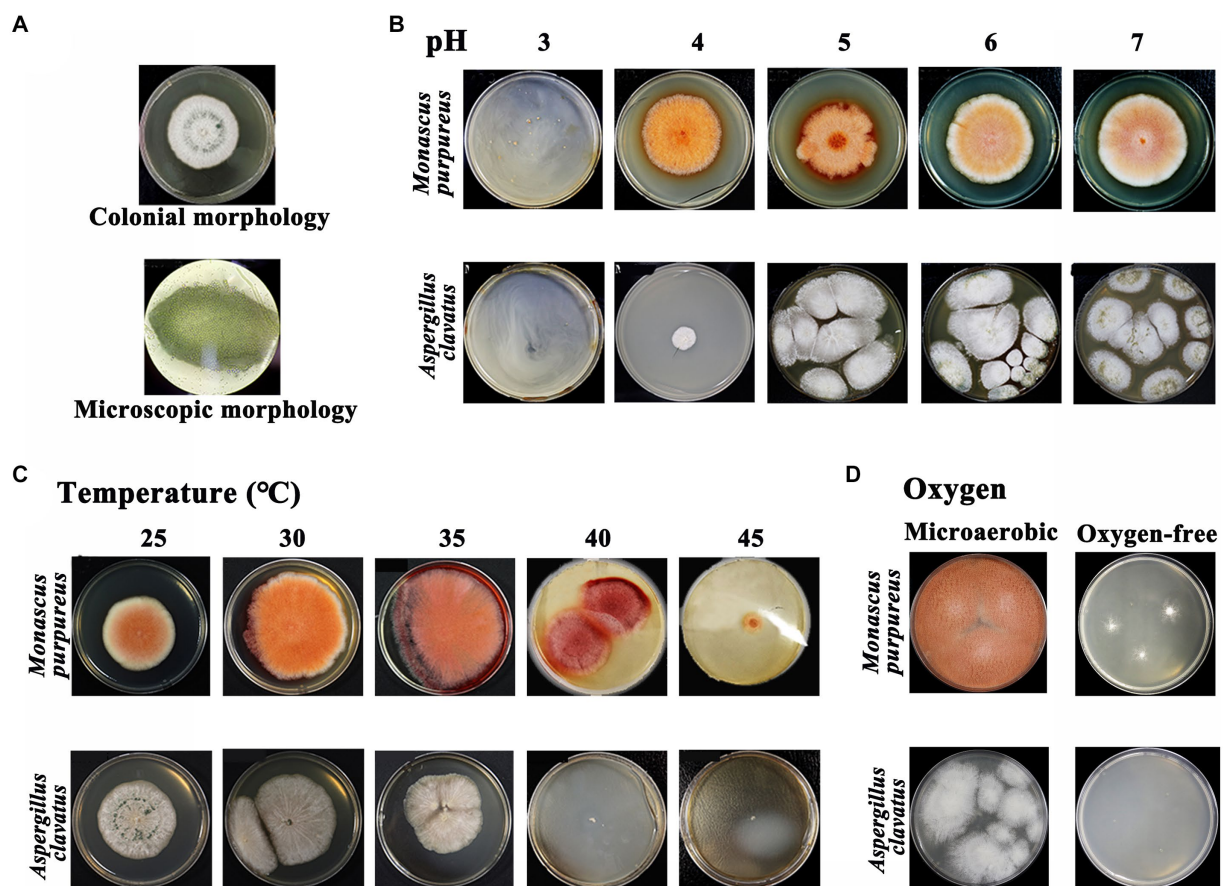 A
Colonial morphology
Microscopic morphology
B
pH 3 4 5 6 7
Monascus
purpureus
Aspergillus
clavatus
C
Temperature (℃)
25 30 35 40 45
Monascus
purpureus
Aspergillus
clavatus
D
Oxygen
Microaerobic Oxygen-free
Monascus
purpureus
Aspergillus
clavatus